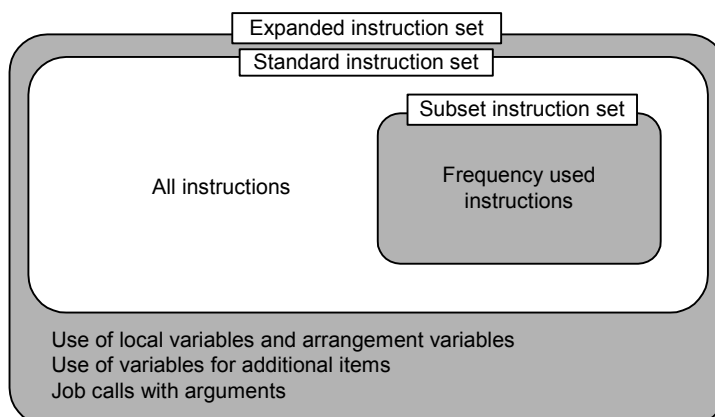 Expanded instruction set
Standard instruction set
Subset instruction set
All instructions
Frequency used
instructions
Use of local variables and arrangement variables
Use of variables for additional items
Job calls with arguments